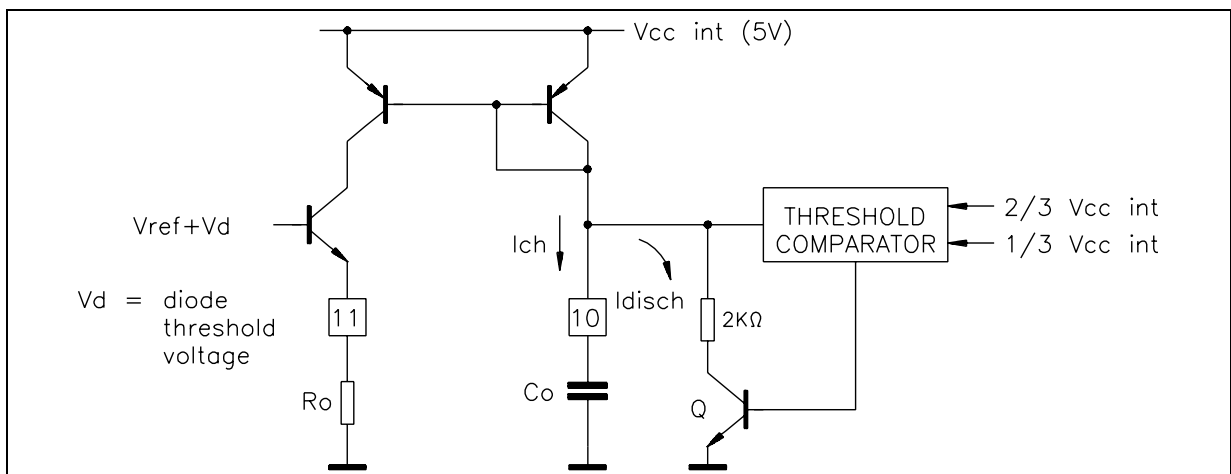 Vcc int (5V)
Vref+Vd
Vd = diode
threshold
voltage
11
Ro
Ich
10
Co
Idisch
2KΩ
Q
THRESHOLD
COMPARATOR
2/3 Vcc int
1/3 Vcc int